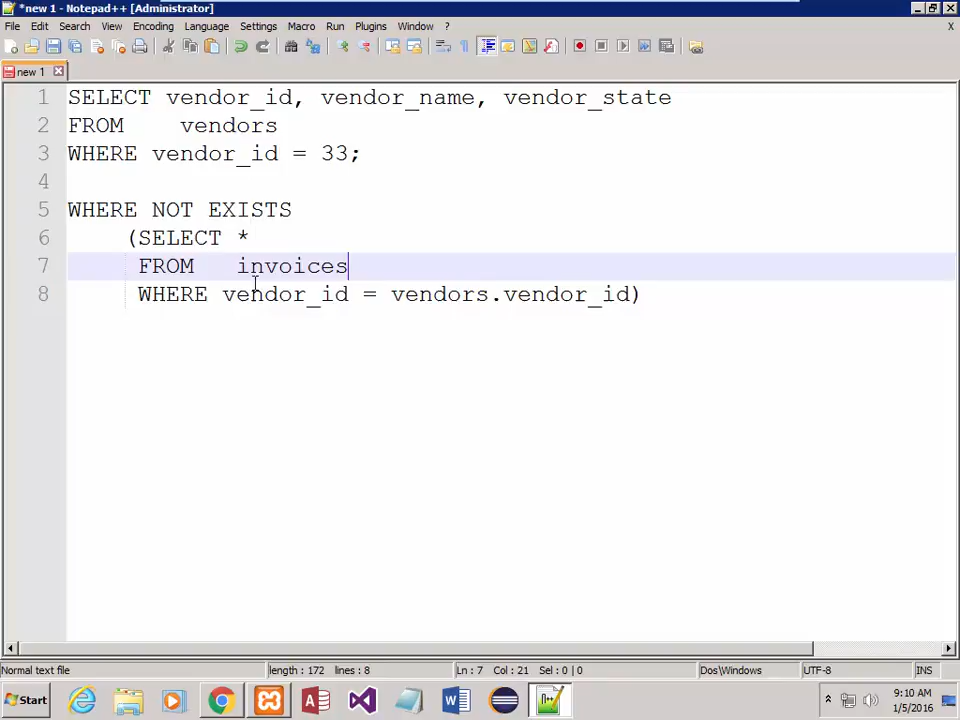 *new 1 - Notepad++ [Administrator]
File Edit Search View Encoding Language Settings Macro Run Plugins Window ? X
new 1
1 SELECT vendor_id, vendor_name, vendor_state
2 FROM vendors
3 WHERE vendor_id = 33;
4
5 WHERE NOT EXISTS
6 (SELECT *
7 FROM invoices
8 WHERE vendor_id = vendors.vendor_id)
Normal text file length : 172 lines : 8 Ln : 7 Col : 21 Sel : 0 | 0 Dos\Windows UTF-8 INS
Start 9:10 AM
1/5/2016